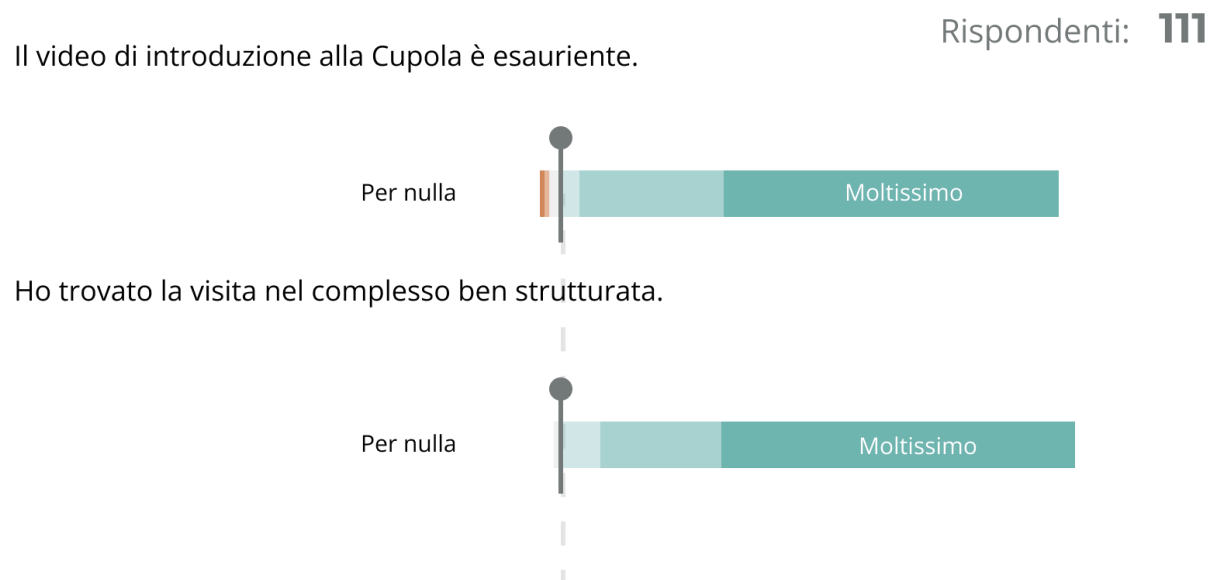 Rispondenti: 111
Il video di introduzione alla Cupola è esauriente.
Per nulla
Moltissimo
Ho trovato la visita nel complesso ben strutturata.
Per nulla
Moltissimo